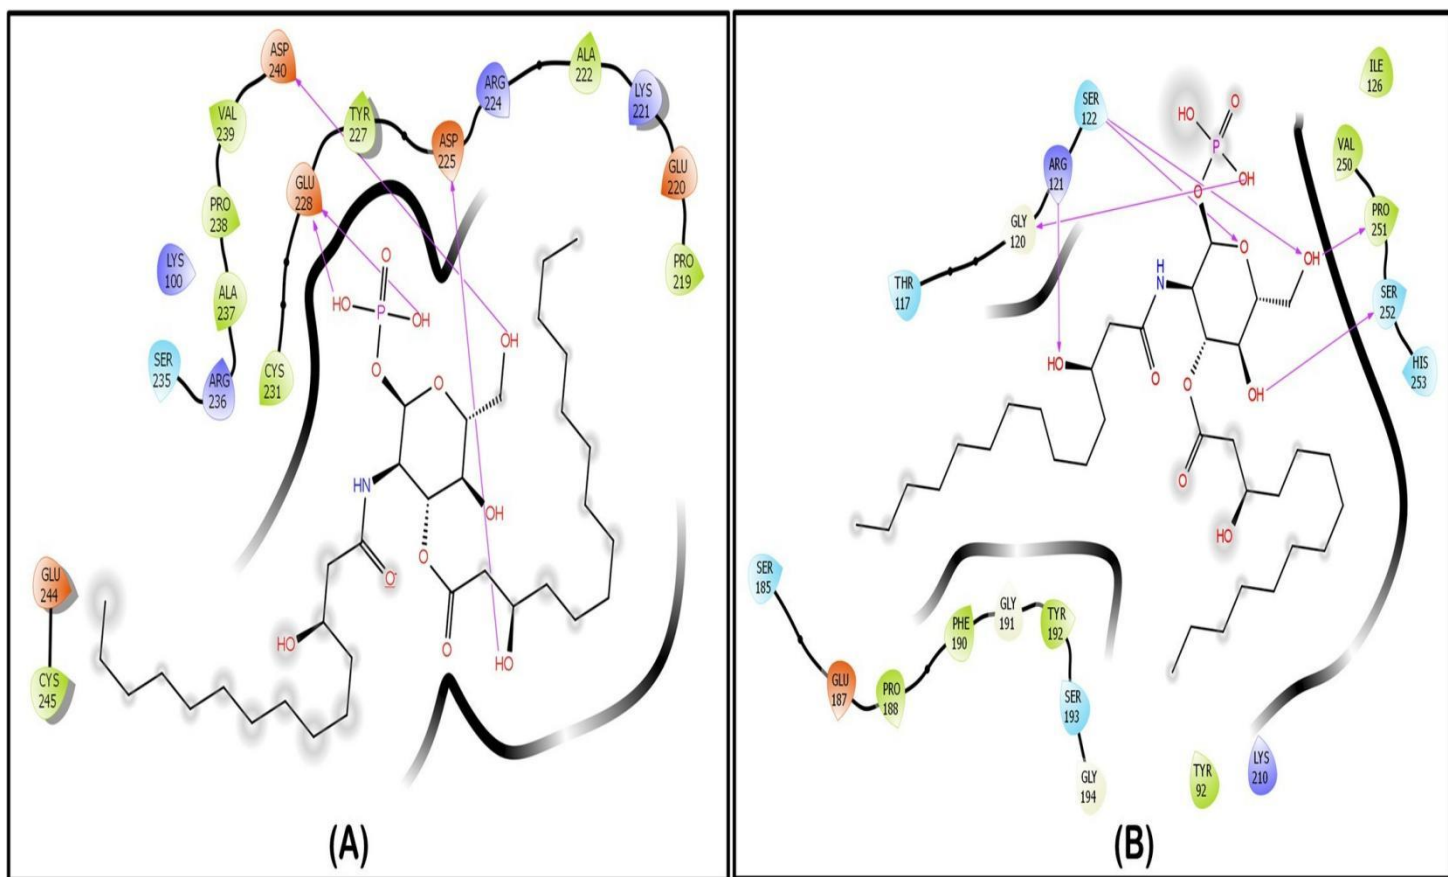 ASP
240
ALA
222
ARG
224
LYS
221
VAL
239
TYR
227
ASP
225
GLU
220
GLU
228
PRO
238
PRO
219
LYS
100
ALA
237
O
HO
P
OH
OH
SER
235
ARG
236
CYS
231
O
O
HN
OH
O
O-
GLU
244
HO
O
HO
CYS
245
(A)
ILE
126
SER
122
HO
O
P
VAL
250
ARG
121
O
OH
PRO
251
GLY
120
O
OH
THR
117
H
N
SER
252
HO
O
O
OH
HIS
253
O
HO
SER
185
GLY
191
PHE
190
TYR
192
GLU
187
PRO
188
SER
193
LYS
210
GLY
194
TYR
92
(B)